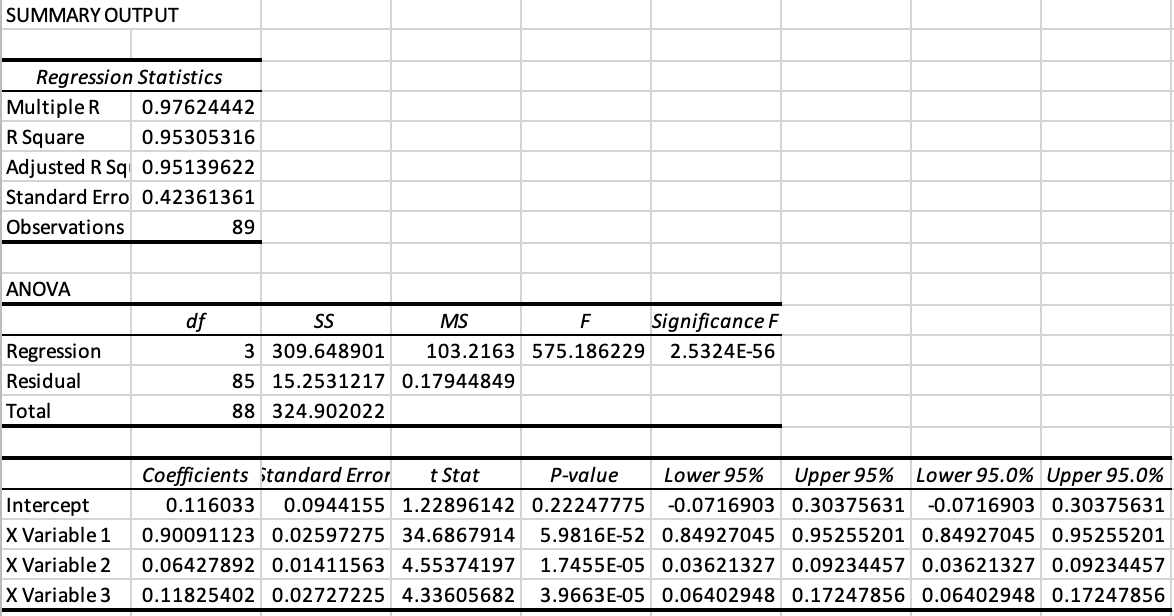 SUMMARY OUTPUT
Regression Statistics
Multiple R 0.97624442
R Square 0.95305316
Adjusted R Sq 0.95139622
Standard Erro 0.42361361
Observations 89
ANOVA
df SS MS F Significance F
Regression 3 309.648901 103.2163 575.186229 2.5324E-56
Residual 85 15.2531217 0.17944849
Total 88 324.902022
Coefficients Standard Error t Stat P-value Lower 95% Upper 95% Lower 95.0% Upper 95.0%
Intercept 0.116033 0.0944155 1.22896142 0.22247775 -0.0716903 0.30375631 -0.0716903 0.30375631
X Variable 1 0.90091123 0.02597275 34.6867914 5.9816E-52 0.84927045 0.95255201 0.84927045 0.95255201
X Variable 2 0.06427892 0.01411563 4.55374197 1.7455E-05 0.03621327 0.09234457 0.03621327 0.09234457
X Variable 3 0.11825402 0.02727225 4.33605682 3.9663E-05 0.06402948 0.17247856 0.06402948 0.17247856